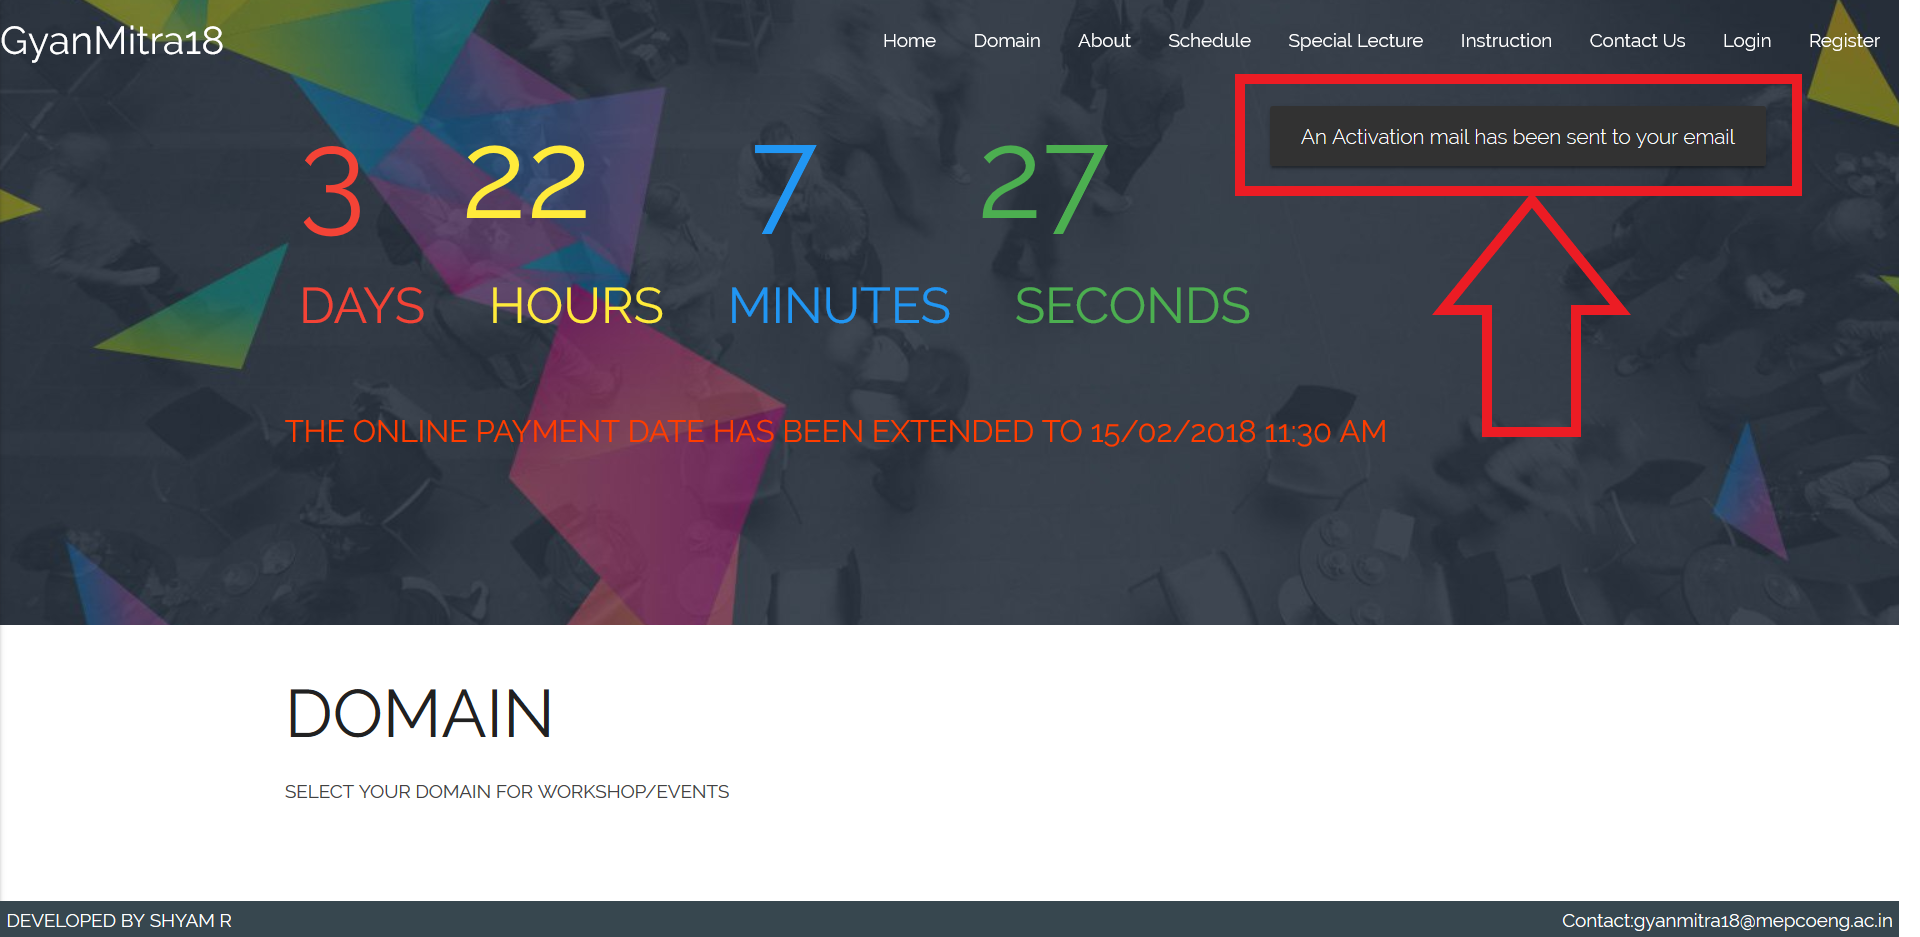 GyanMitra18
Home Domain About Schedule Special Lecture Instruction Contact Us Login Register
An Activation mail has been sent to your email
3 22 7 27
DAYS HOURS MINUTES SECONDS
THE ONLINE PAYMENT DATE HAS BEEN EXTENDED TO 15/02/2018 11:30 AM
DOMAIN
SELECT YOUR DOMAIN FOR WORKSHOP/EVENTS
DEVELOPED BY SHYAM R
Contact:gyanmitra18@mepcoeng.ac.in